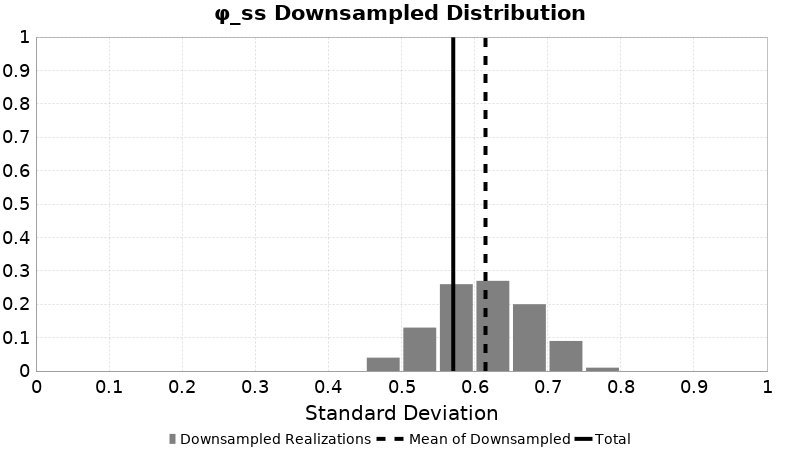 φ_ss Downsampled Distribution
1
0.9
0.8
0.7
0.6
0.5
0.4
0.3
0.2
0.1
0
0 0.1 0.2 0.3 0.4 0.5 0.6 0.7 0.8 0.9 1
Standard Deviation
Downsampled Realizations Mean of Downsampled Total